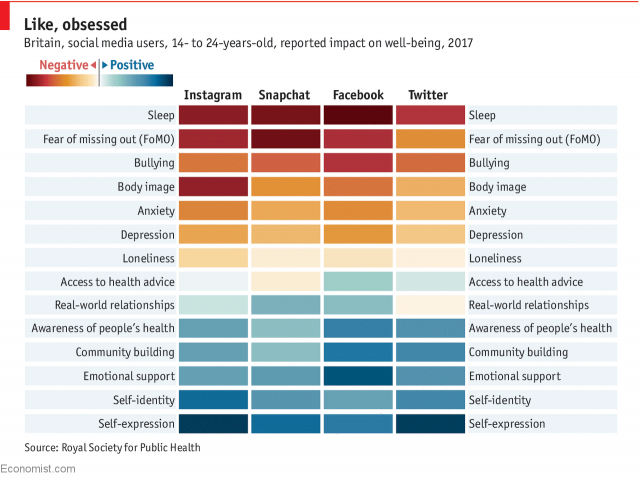 Like, obsessed
Britain, social media users, 14- to 24-years-old, reported impact on well-being, 2017
Negative Positive
Instagram Snapchat Facebook Twitter
Sleep Sleep
Fear of missing out (FoMO) Fear of missing out (FoMO)
Bullying Bullying
Body image Body image
Anxiety Anxiety
Depression Depression
Loneliness Loneliness
Access to health advice Access to health advice
Real-world relationships Real-world relationships
Awareness of people's health Awareness of people's health
Community building Community building
Emotional support Emotional support
Self-identity Self-identity
Self-expression Self-expression
Source: Royal Society for Public Health
Economist.com